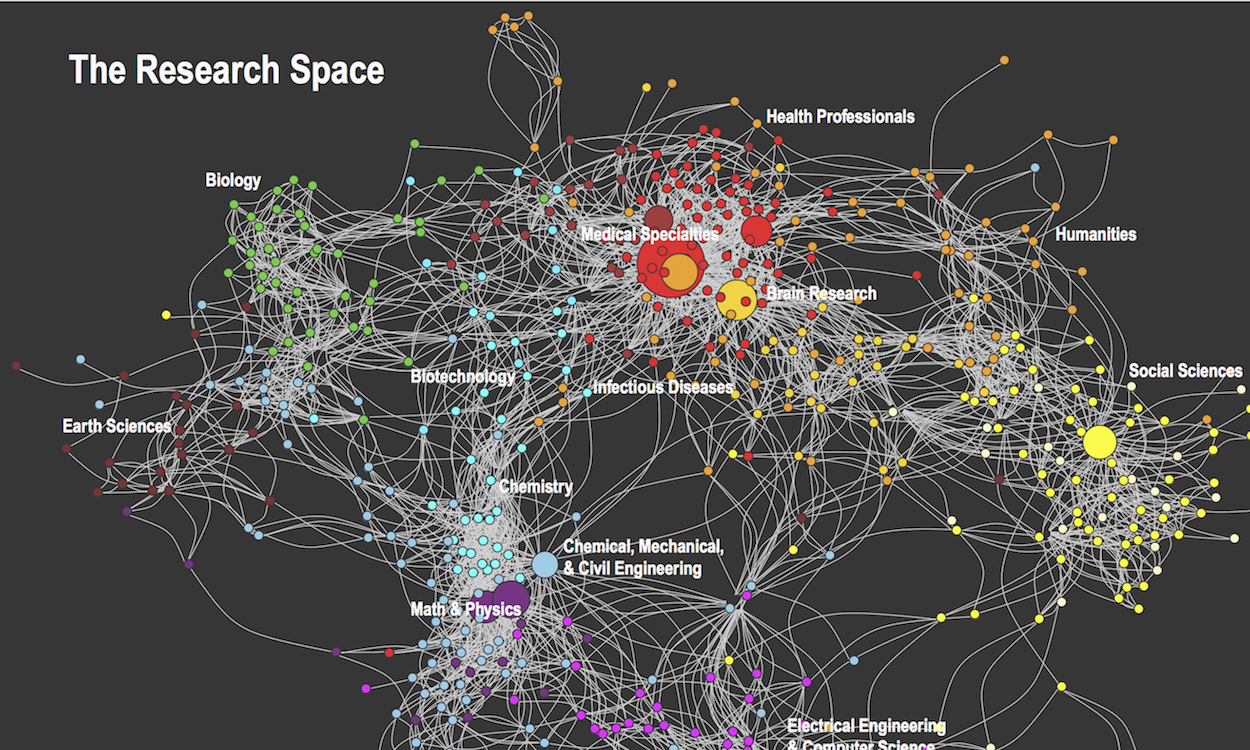 The Research Space
Health Professionals
Biology
Medical Specialties
Humanities
Brain Research
Social Sciences
Biotechnology
Infectious Diseases
Earth Sciences
Chemistry
Chemical, Mechanical,
& Civil Engineering
Math & Physics
Electrical Engineering
& Computer Science